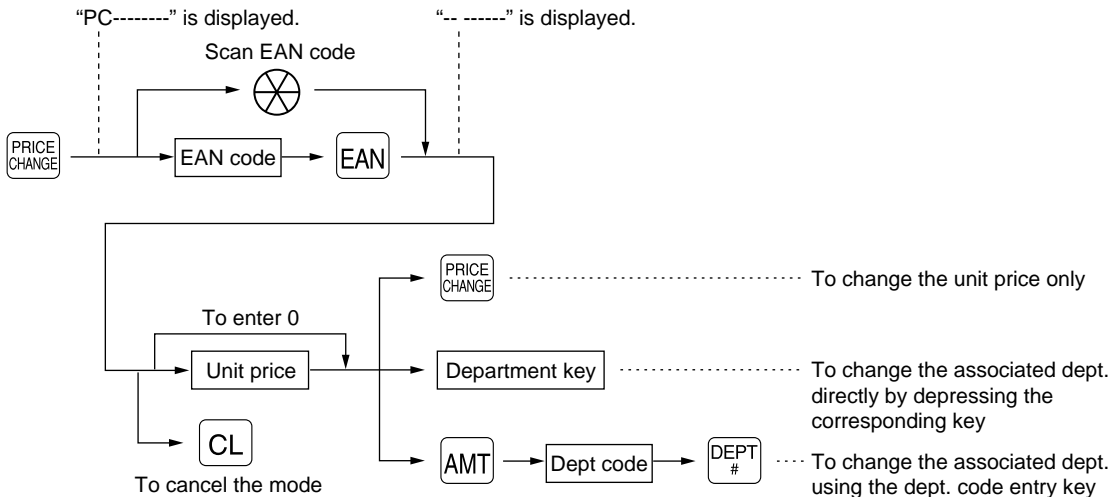 “PC--------” is displayed.
“-- ------” is displayed.
Scan EAN code
PRICE
CHANGE
EAN code
EAN
PRICE
CHANGE
To change the unit price only
To enter 0
Unit price
Department key
To change the associated dept.
directly by depressing the
corresponding key
CL
To cancel the mode
AMT
Dept code
DEPT
#
To change the associated dept.
using the dept. code entry key